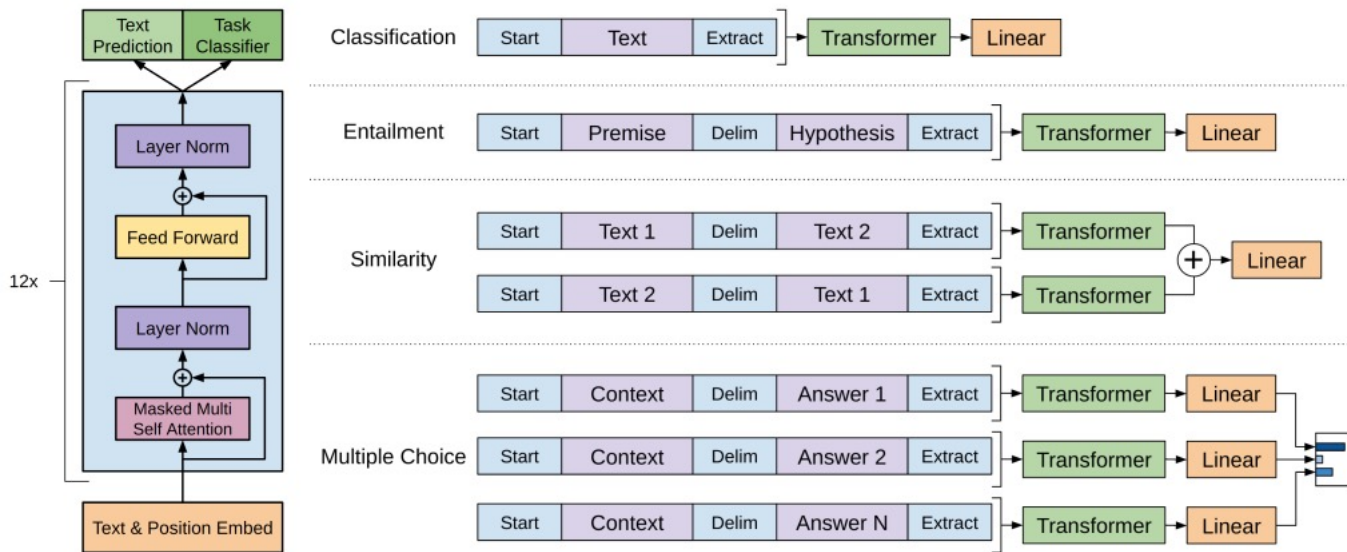 Text Prediction
Task Classifier
12x
Layer Norm
Feed Forward
Layer Norm
Masked Multi Self Attention
Text & Position Embed
Classification
Start Text Extract Transformer Linear
Entailment
Start Premise Delim Hypothesis Extract Transformer Linear
Similarity
Start Text 1 Delim Text 2 Extract Transformer
Start Text 2 Delim Text 1 Extract Transformer
Linear
Multiple Choice
Start Context Delim Answer 1 Extract Transformer Linear
Start Context Delim Answer 2 Extract Transformer Linear
Start Context Delim Answer N Extract Transformer Linear